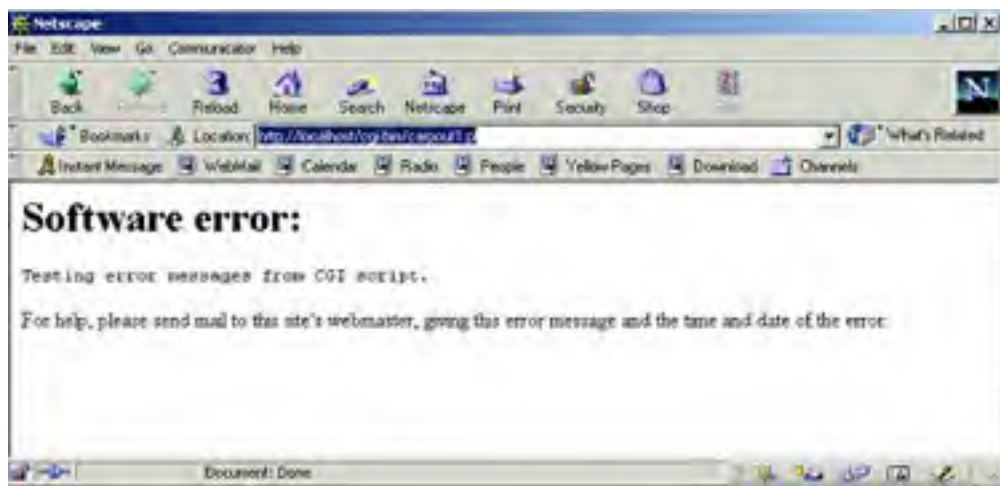 Netscape
File Edit View Go Communicator Help
Back Reload Home Search Netscape Print Security Shop
Bookmarks Location: What's Related
Instant Message WebMail Calendar Radio People Yellow Pages Download Channels
Software error:
Testing error messages from CGI script.
For help, please send mail to this site's webmaster, giving this error message and the time and date of the error.
Document: Done